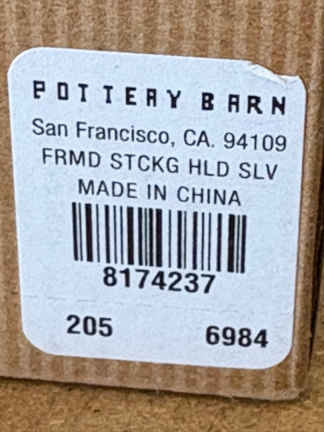 POTTERY BARN
San Francisco, CA. 94109
FRMD STCKG HLD SLV
MADE IN CHINA
8174237
205 6984